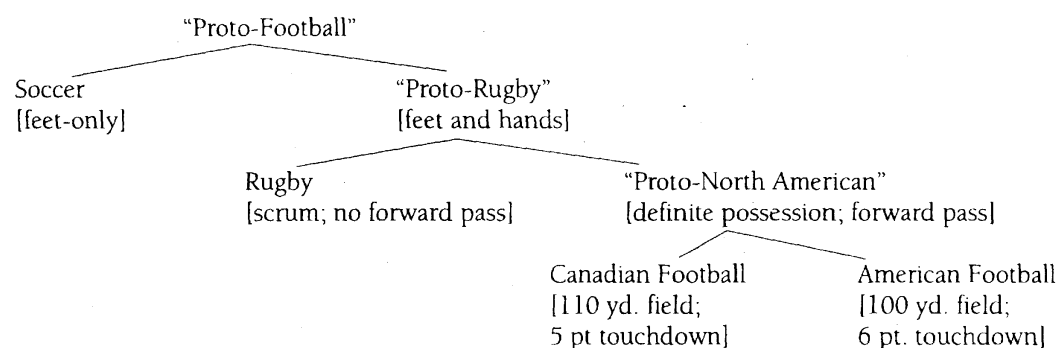 “Proto-Football”
Soccer “Proto-Rugby”
[feet-only] [feet and hands]
Rugby “Proto-North American”
[scrum; no forward pass] [definite possession; forward pass]
Canadian Football American Football
[110 yd. field; [100 yd. field;
5 pt touchdown] 6 pt. touchdown]